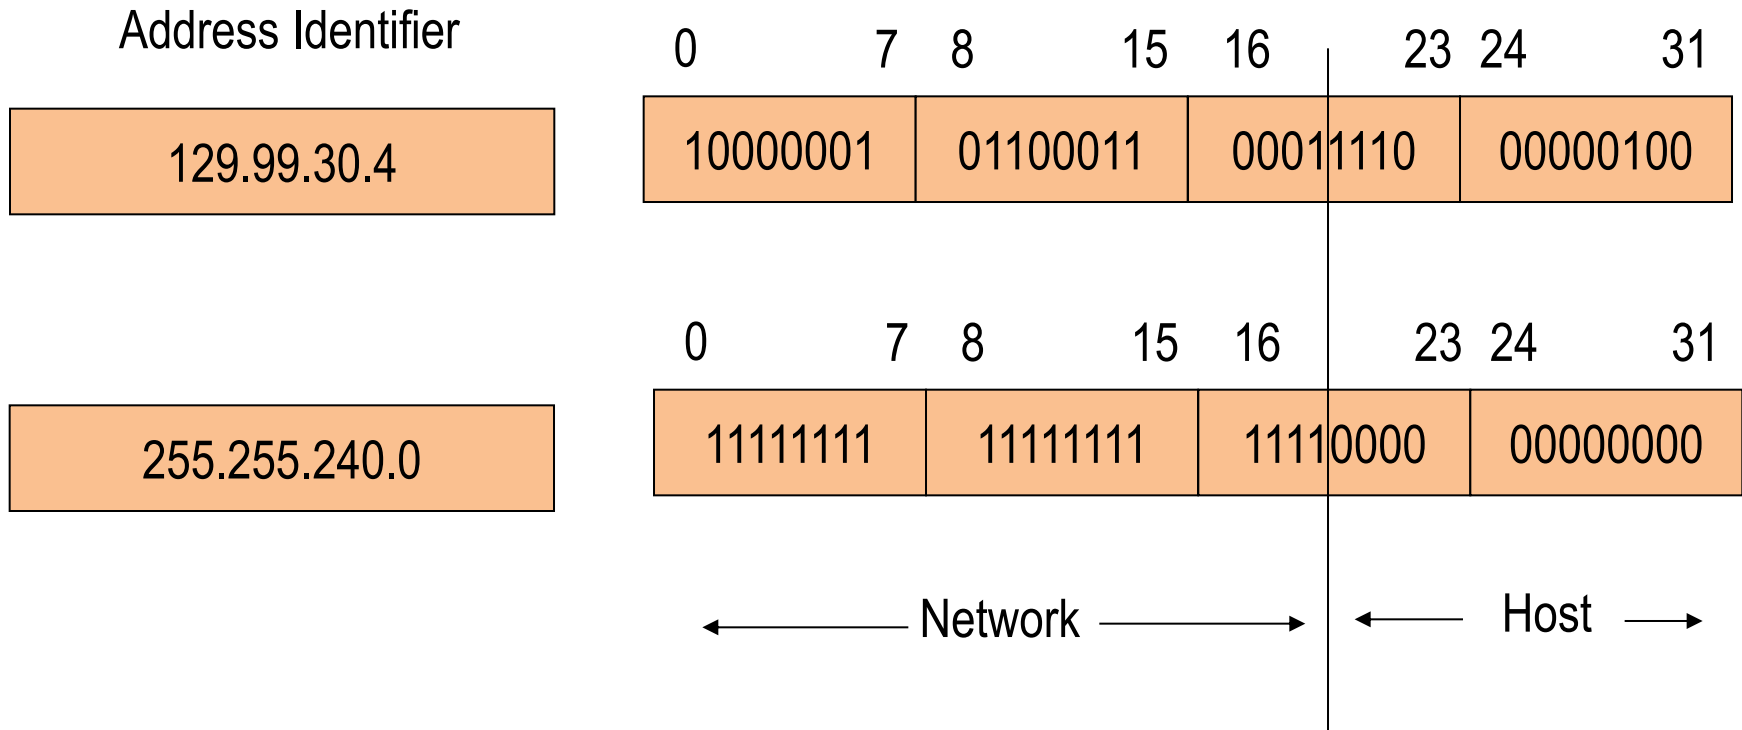 Address Identifier
0 7 8 15 16 23 24 31
129.99.30.4
10000001 01100011 00011110 00000100
0 7 8 15 16 23 24 31
255.255.240.0
11111111 11111111 11110000 00000000
Network Host